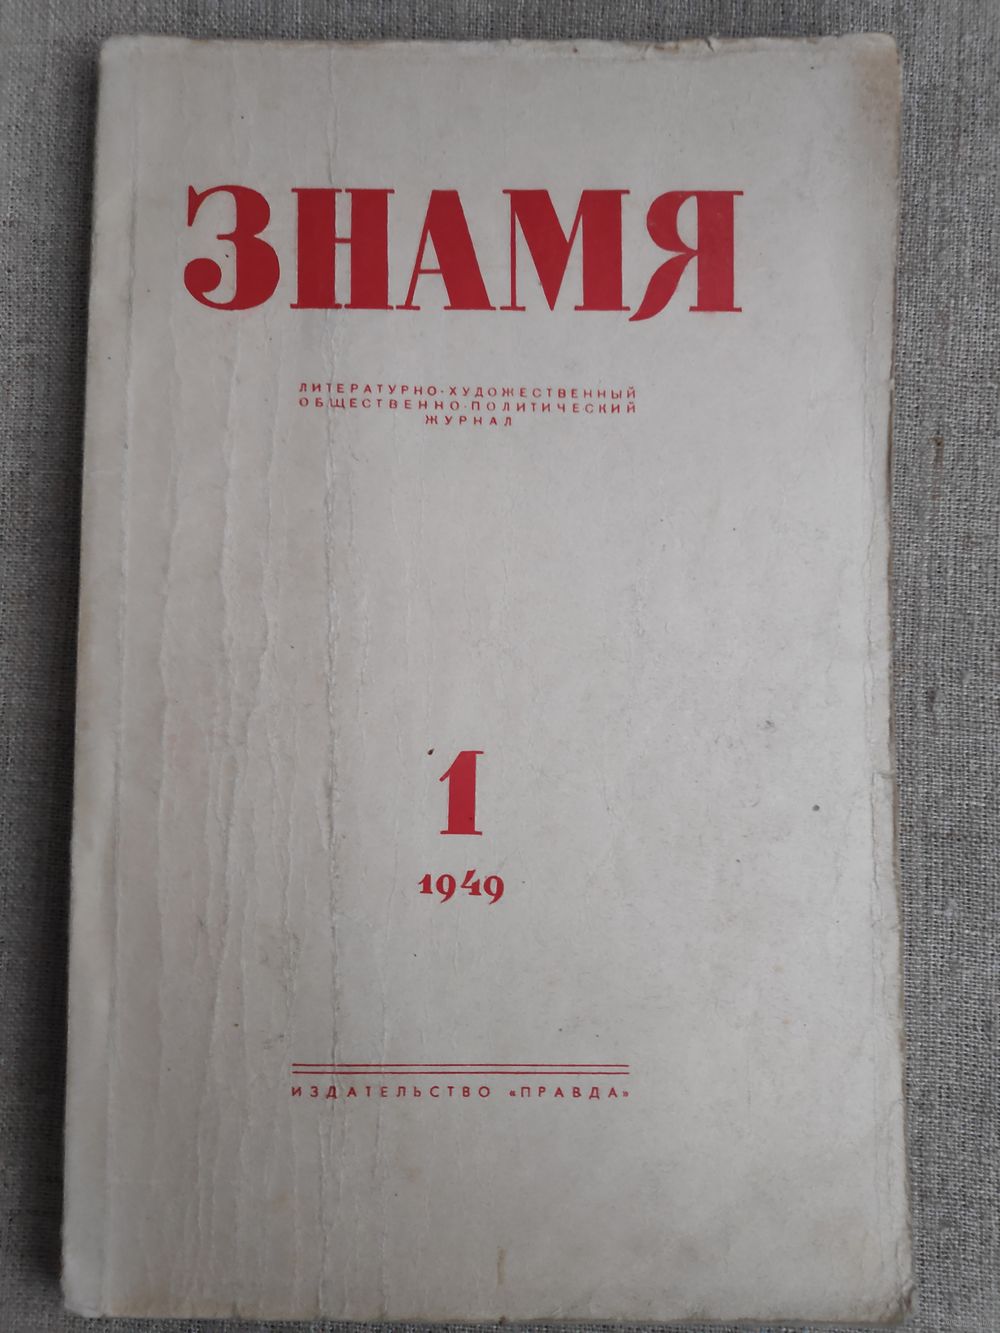 ЗНАМЯ
ЛИТЕРАТУРНО-ХУДОЖЕСТВЕННЫЙ
ОБЩЕСТВЕННО-ПОЛИТИЧЕСКИЙ
ЖУРНАЛ
1
1949
ИЗДАТЕЛЬСТВО «ПРАВДА»